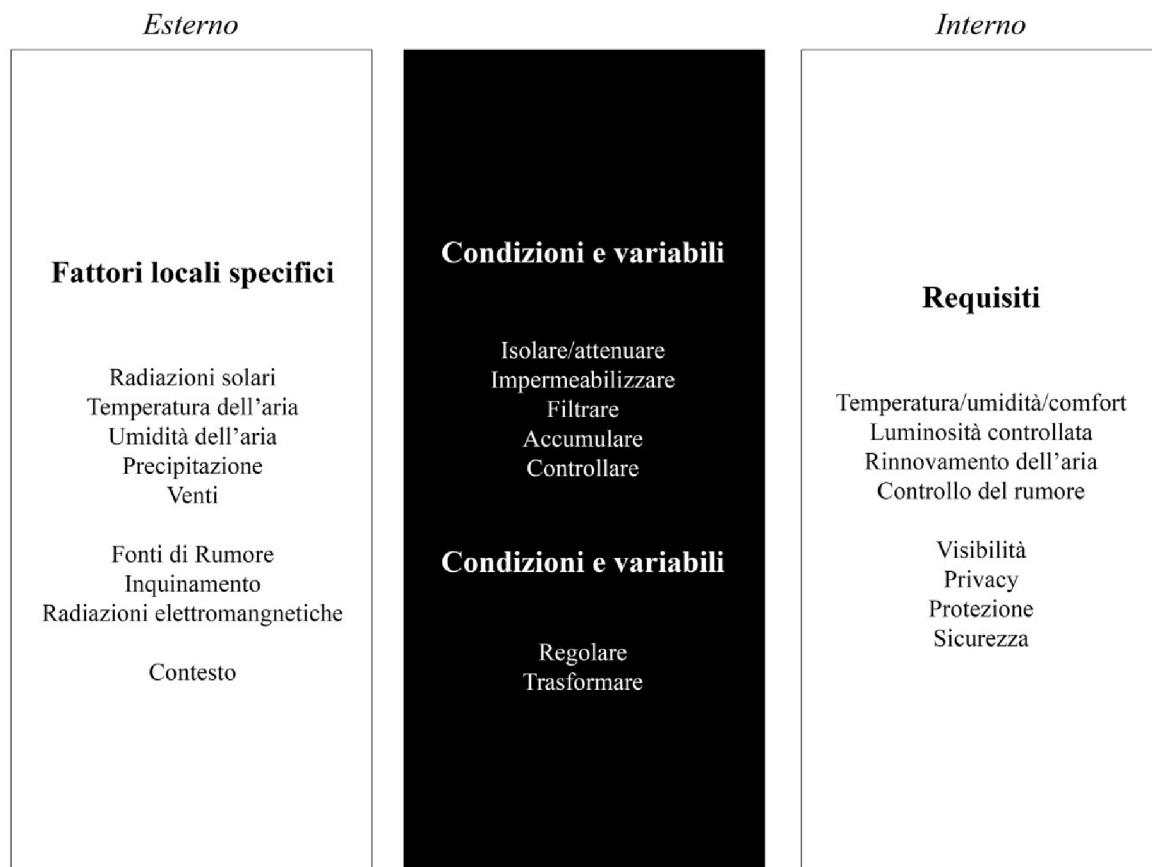 Esterno
Interno
Fattori locali specifici
Radiazioni solari
Temperatura dell'aria
Umidità dell'aria
Precipitazione
Venti
Fonti di Rumore
Inquinamento
Radiazioni elettromangnetiche
Contesto
Condizioni e variabili
Isolare/attenuare
Impermeabilizzare
Filtrare
Accumulare
Controllare
Condizioni e variabili
Regolare
Trasformare
Requisiti
Temperatura/umidità/comfort
Luminosità controllata
Rinnovamento dell'aria
Controllo del rumore
Visibilità
Privacy
Protezione
Sicurezza